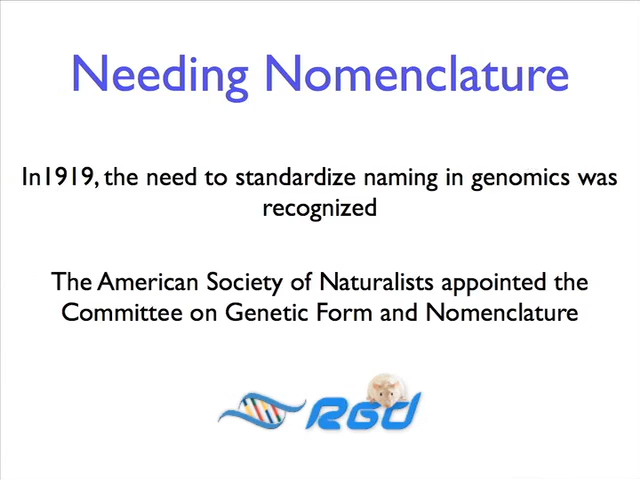 Needing Nomenclature
In1919, the need to standardize naming in genomics was
recognized
The American Society of Naturalists appointed the
Committee on Genetic Form and Nomenclature
RGD